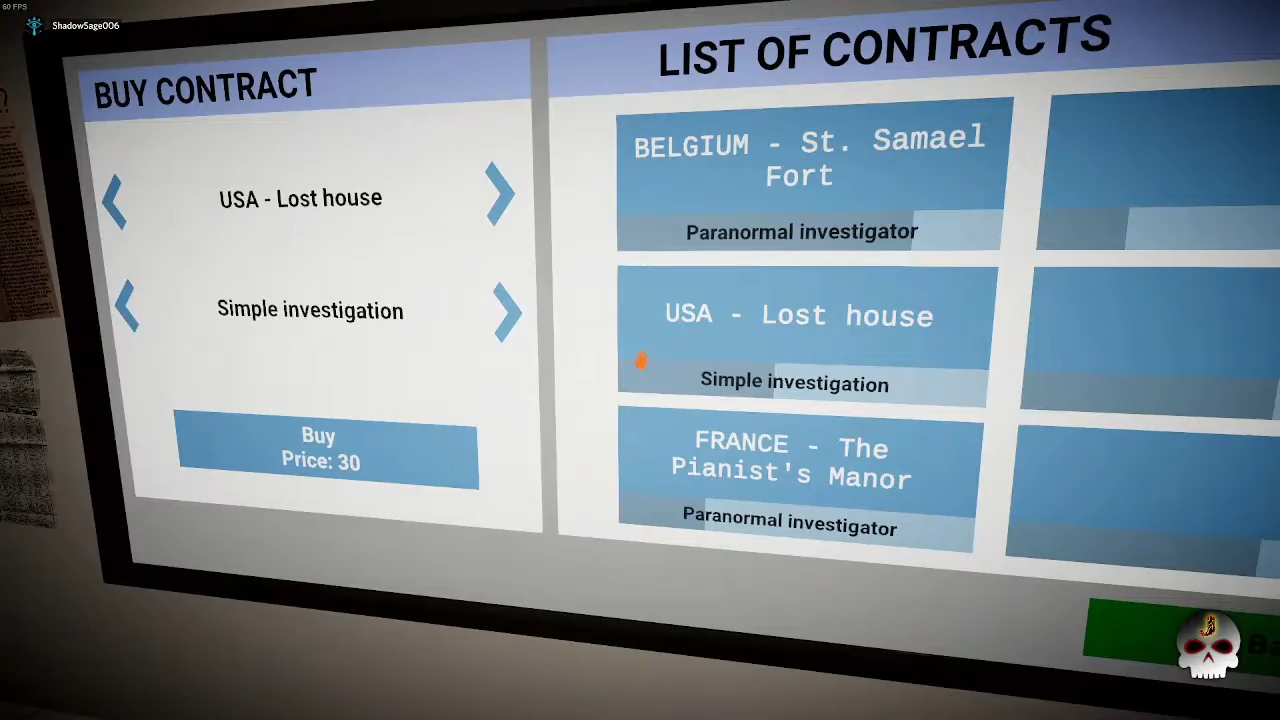 60 FPS
ShadowSage006
BUY CONTRACT
USA - Lost house
Simple investigation
Buy
Price: 30
LIST OF CONTRACTS
BELGIUM - St. Samael
Fort
Paranormal investigator
USA - Lost house
Simple investigation
FRANCE - The
Pianist's Manor
Paranormal investigator